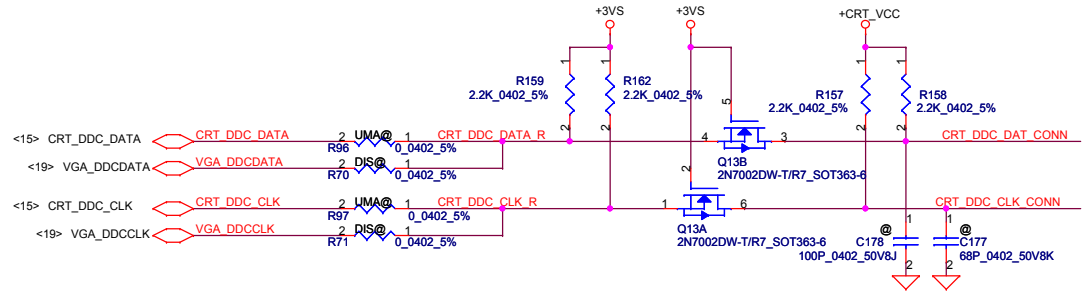 +3VS
+3VS
+CRT_VCC
1
1
1
1
R159
2.2K_0402_5%
R162
2.2K_0402_5%
R157
2.2K_0402_5%
R158
2.2K_0402_5%
5
2
2
2
2
<15> CRT_DDC_DATA
CRT_DDC_DATA
2
UMA@
1
CRT_DDC_DATA_R
4
3
CRT_DDC_DAT_CONN
R96
0_0402_5%
<19> VGA_DDCDATA
VGA_DDCDATA
2
DIS@
1
R70
0_0402_5%
Q13B
2N7002DW-T/R7_SOT363-6
2
<15> CRT_DDC_CLK
CRT_DDC_CLK
2
UMA@
1
CRT_DDC_CLK_R
1
6
CRT_DDC_CLK_CONN
R97
0_0402_5%
<19> VGA_DDCCLK
VGA_DDCCLK
2
DIS@
1
R71
0_0402_5%
Q13A
2N7002DW-T/R7_SOT363-6
1
1
@
@
C178
100P_0402_50V8J
C177
68P_0402_50V8K
2
2